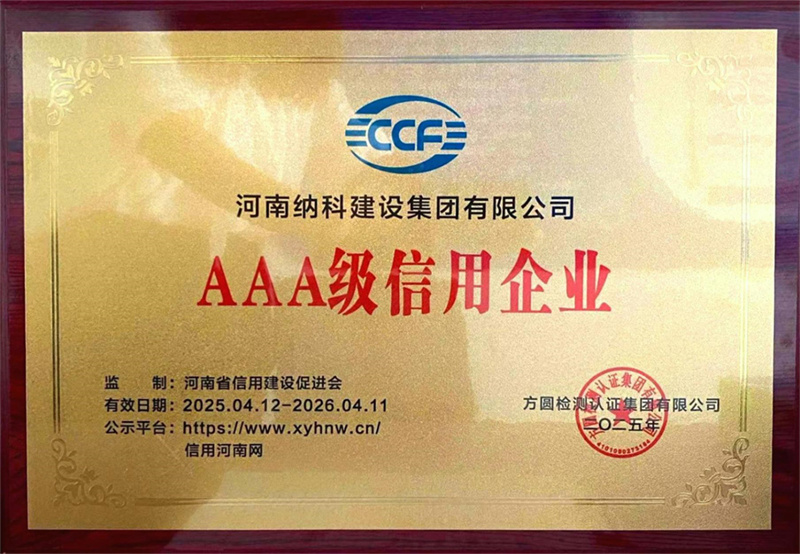 CCF
河南纳科建设集团有限公司
AAA级信用企业
监 制：河南省信用建设促进会
有效日期：2025.04.12-2026.04.11
公示平台：https://www.xyhnw.cn/
信用河南网
方圆检测认证集团有限公司
二〇二五年